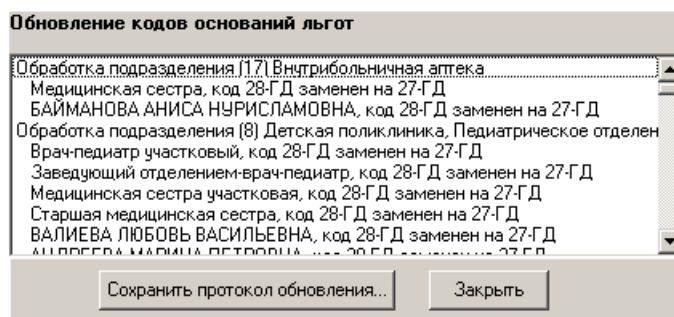 Обновление кодов оснований льгот
Обработка подразделения (17) Внутрибольничная аптека
Медицинская сестра, код 28-ГД заменен на 27-ГД
БАЙМАНОВА АНИСА НУРИСЛАМОВНА, код 28-ГД заменен на 27-ГД
Обработка подразделения (8) Детская поликлиника, Педиатрическое отделен
Врач-педиатр участковый, код 28-ГД заменен на 27-ГД
Заведующий отделением-врач-педиатр, код 28-ГД заменен на 27-ГД
Медицинская сестра участковая, код 28-ГД заменен на 27-ГД
Старшая медицинская сестра, код 28-ГД заменен на 27-ГД
ВАЛИЕВА ЛЮБОВЬ ВАСИЛЬЕВНА, код 28-ГД заменен на 27-ГД
Сохранить протокол обновления...
Закрыть